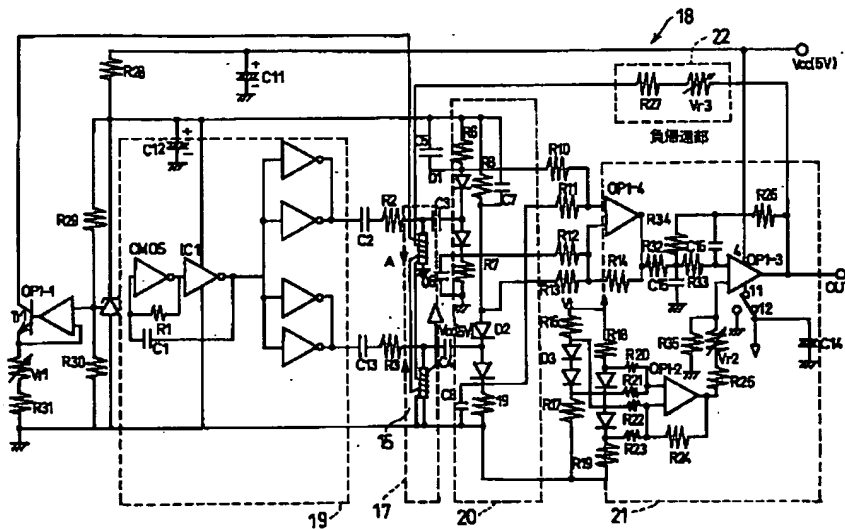 18
22
R28
C11
Vcc(5V)
R27
Vr3
負帰還部
C12
C5
D1
R6
R8
C7
R10
R11
OP1-4
R34
R25
R29
CMOS
IC1
C2
R2
C3
A
R7
R12
R13
R14
R32
C15
R33
OP1-3
4
11
12
OUT
OP1-1
Tr1
R1
C1
C13
R3
C4
D2
R15
R18
D3
R35
Vr2
C14
R30
Vr1
R31
C8
R20
OP1-2
R21
R22
R23
R24
R26
R17
R19
19
15
17
19
20
21